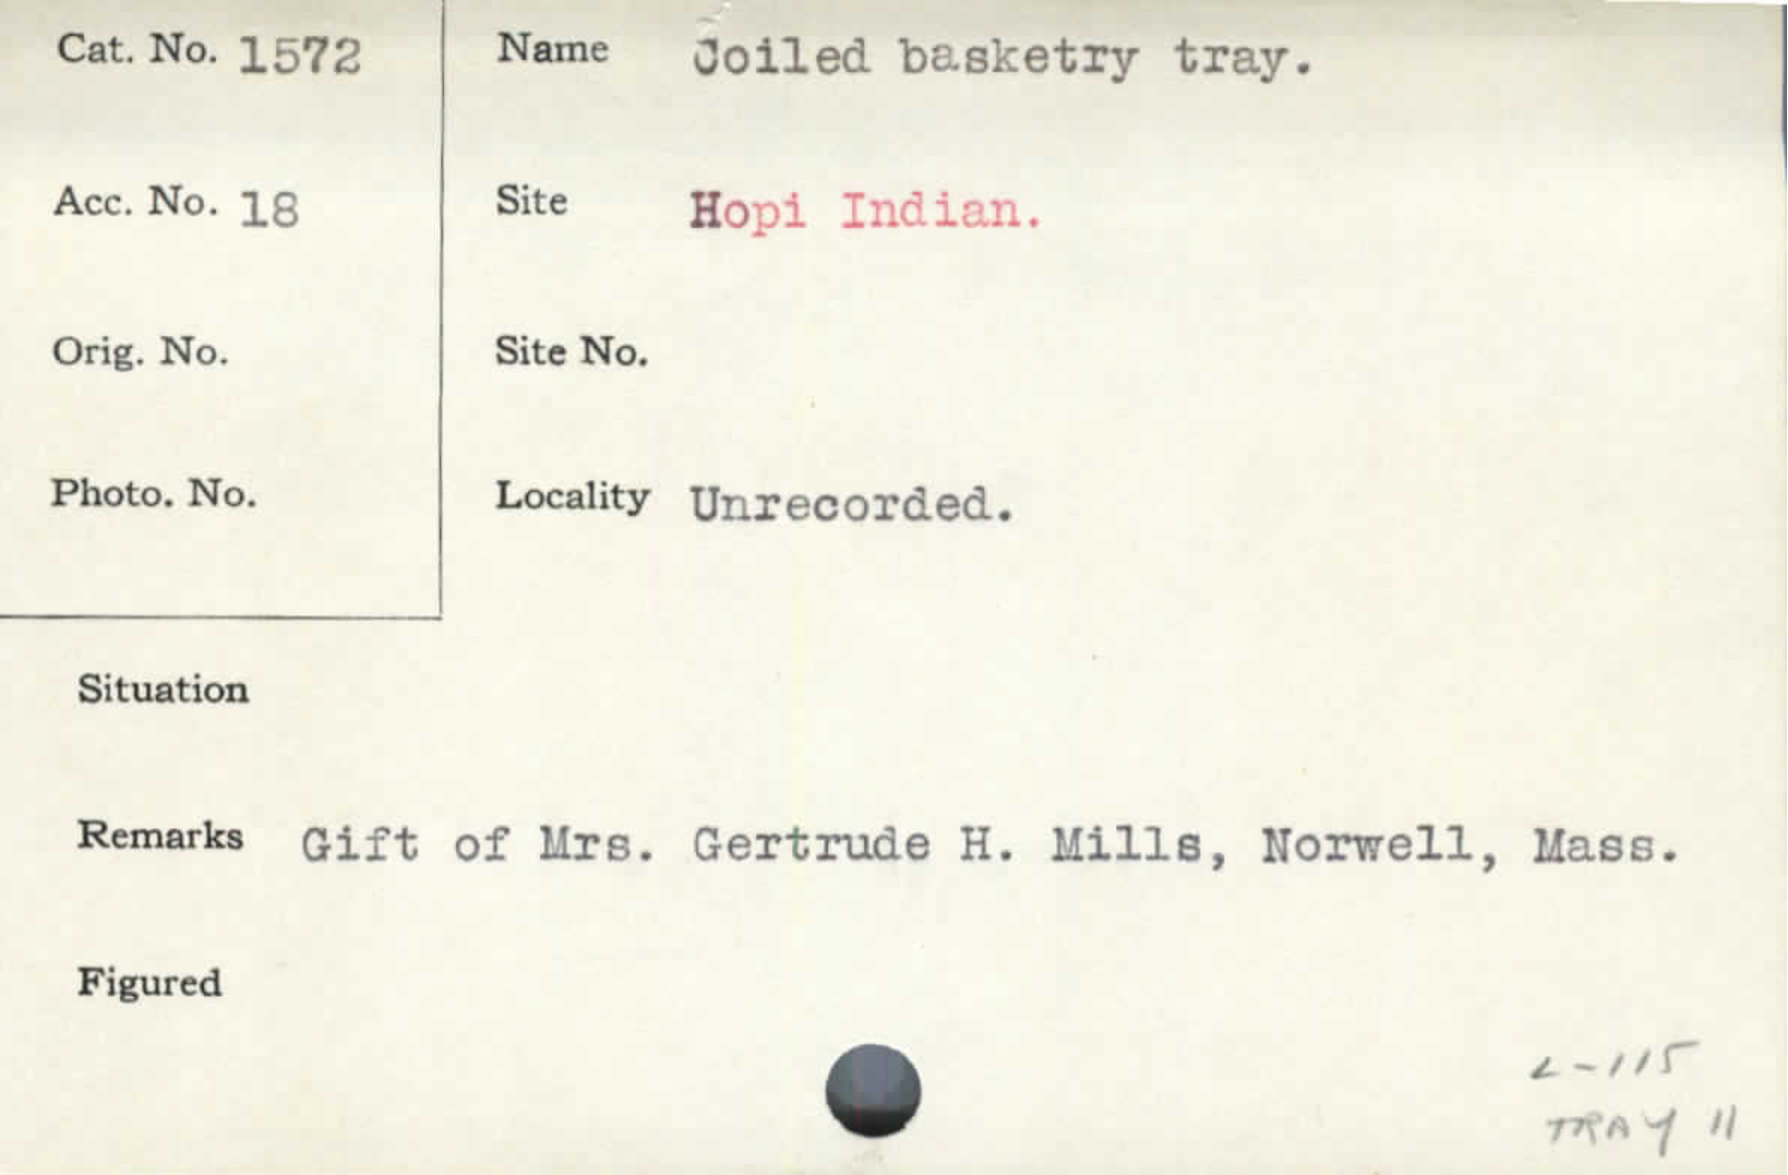 Cat. No. 1572
Name Coiled basketry tray.
Acc. No. 18
Site Hopi Indian.
Orig. No.
Site No.
Photo. No.
Locality Unrecorded.
Situation
Remarks Gift of Mrs. Gertrude H. Mills, Norwell, Mass.
Figured
L-115
TRAY 11